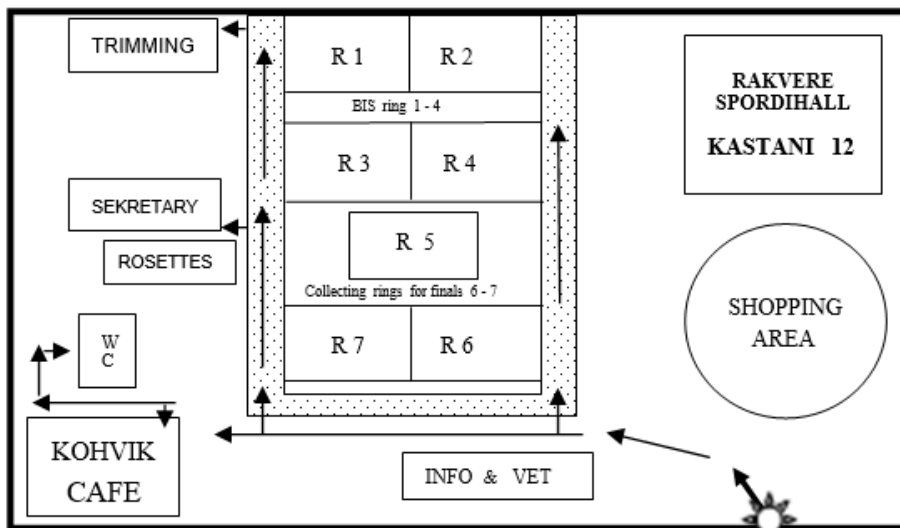 TRIMMING
R 1
R 2
BIS ring 1 - 4
R 3
R 4
RAKVERE
SPORDIHALL
KASTANI 12
SEKRETARY
ROSETTES
R 5
Collecting rings for finals 6 - 7
SHOPPING
AREA
W
C
R 7
R 6
KOHVIK
CAFE
INFO & VET